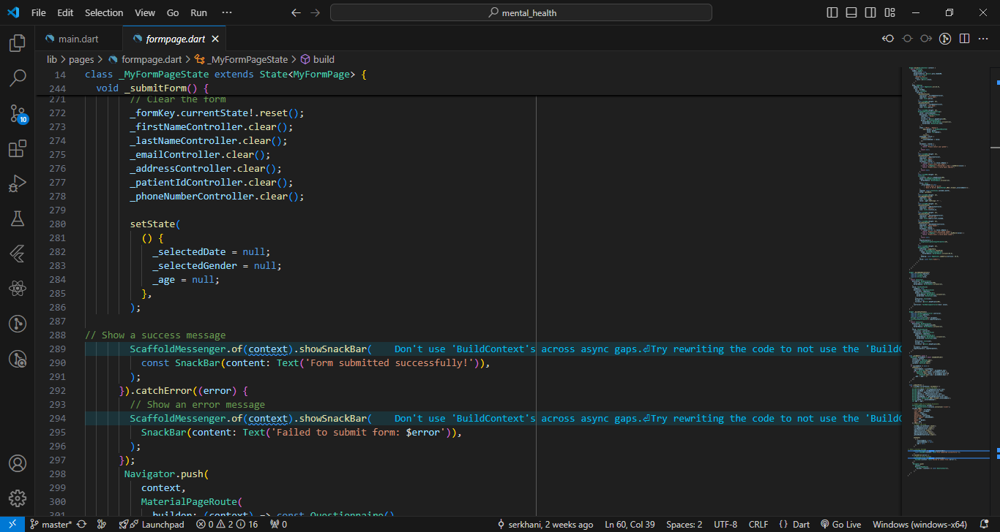 File Edit Selection View Go Run ··· mental_health
main.dart formpage.dart
lib > pages > formpage.dart > _MyFormPageState > build
14 class _MyFormPageState extends State<MyFormPage> {
244 void _submitForm() {
271 // Clear the form
272 _formKey.currentState!.reset();
273 _firstNameController.clear();
274 _lastNameController.clear();
275 _emailController.clear();
276 _addressController.clear();
277 _patientIdController.clear();
278 _phoneNumberController.clear();
279
280 setState(
281 () {
282 _selectedDate = null;
283 _selectedGender = null;
284 _age = null;
285 },
286 );
287
288 // Show a success message
289 ScaffoldMessenger.of(context).showSnackBar( Don't use 'BuildContext's across async gaps.⏎Try rewriting the code to not use the 'BuildC
290 const SnackBar(content: Text('Form submitted successfully!')),
291 );
292 }).catchError((error) {
293 // Show an error message
294 ScaffoldMessenger.of(context).showSnackBar( Don't use 'BuildContext's across async gaps.⏎Try rewriting the code to not use the 'BuildC
295 SnackBar(content: Text('Failed to submit form: $error')),
296 );
297 });
298 Navigator.push(
299 context,
300 MaterialPageRoute(
301 builder: (context) => const Questionnaire()
10
master* Launchpad 0 2 16 0 serkhani, 2 weeks ago Ln 60, Col 39 Spaces: 2 UTF-8 CRLF {} Dart Go Live Windows (windows-x64)